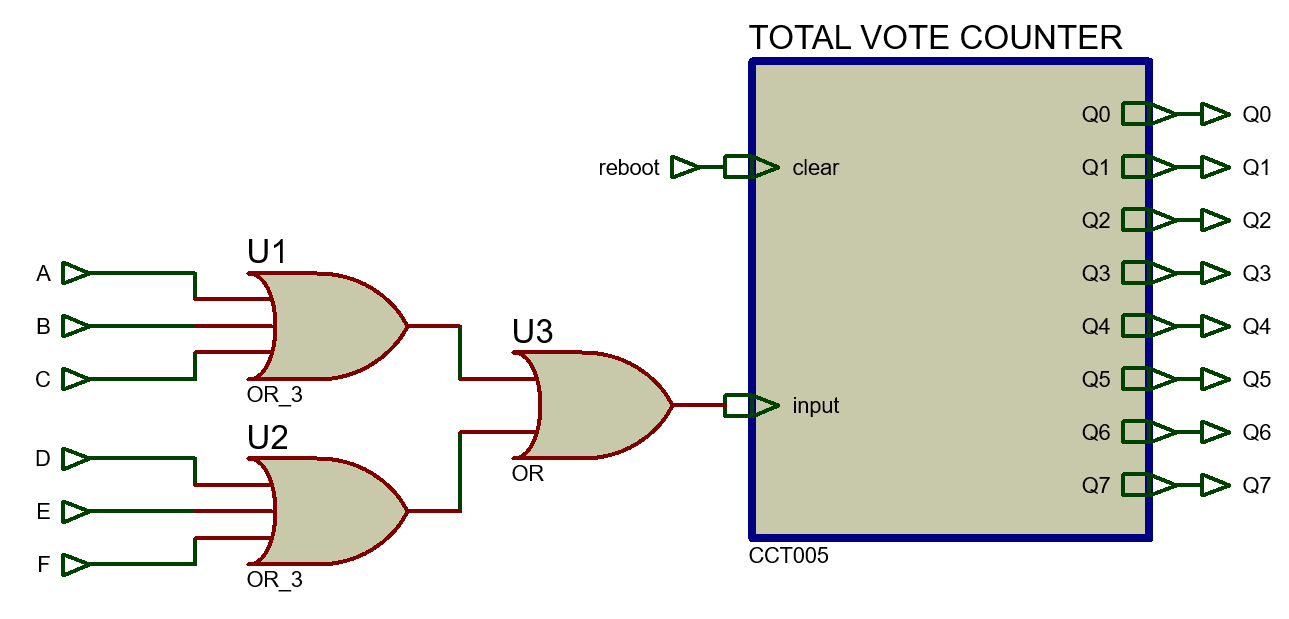 TOTAL VOTE COUNTER
Q0 Q0
reboot clear Q1 Q1
Q2 Q2
U1
A Q3 Q3
B Q4 Q4
U3
C Q5 Q5
OR_3
input
U2 Q6 Q6
D
OR
Q7 Q7
E
CCT005
F
OR_3